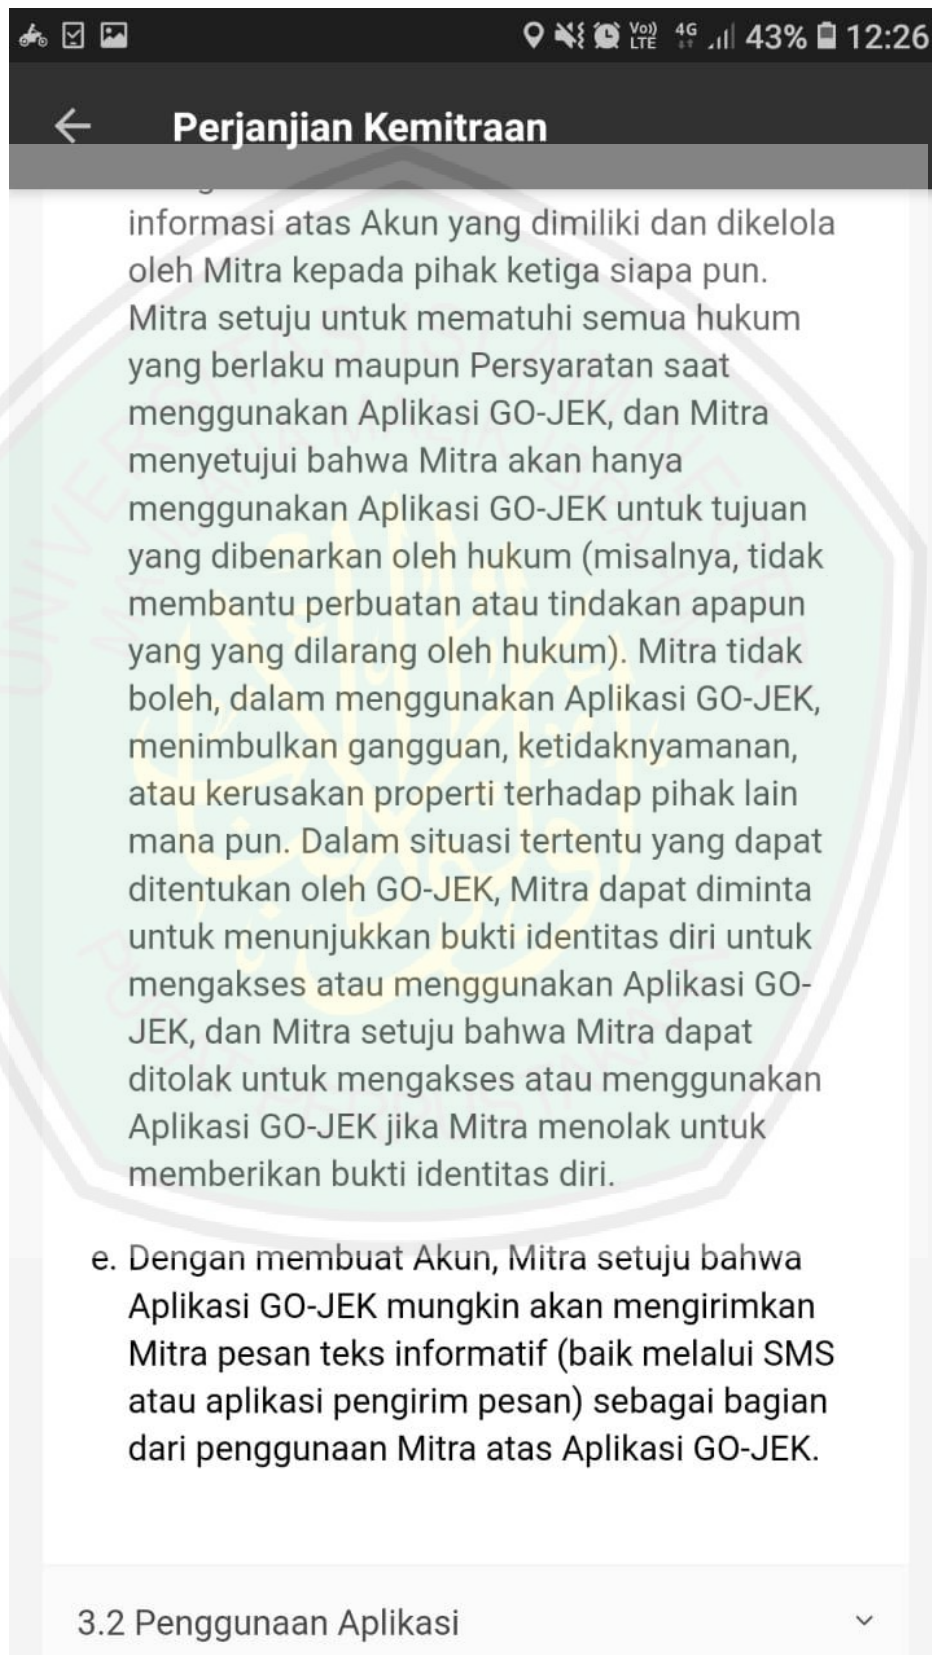 Vo)) 4G 43% 12:26
LTE
Perjanjian Kemitraan
informasi atas Akun yang dimiliki dan dikelola
oleh Mitra kepada pihak ketiga siapa pun.
Mitra setuju untuk mematuhi semua hukum
yang berlaku maupun Persyaratan saat
menggunakan Aplikasi GO-JEK, dan Mitra
menyetujui bahwa Mitra akan hanya
menggunakan Aplikasi GO-JEK untuk tujuan
yang dibenarkan oleh hukum (misalnya, tidak
membantu perbuatan atau tindakan apapun
yang yang dilarang oleh hukum). Mitra tidak
boleh, dalam menggunakan Aplikasi GO-JEK,
menimbulkan gangguan, ketidaknyamanan,
atau kerusakan properti terhadap pihak lain
mana pun. Dalam situasi tertentu yang dapat
ditentukan oleh GO-JEK, Mitra dapat diminta
untuk menunjukkan bukti identitas diri untuk
mengakses atau menggunakan Aplikasi GO-
JEK, dan Mitra setuju bahwa Mitra dapat
ditolak untuk mengakses atau menggunakan
Aplikasi GO-JEK jika Mitra menolak untuk
memberikan bukti identitas diri.
e. Dengan membuat Akun, Mitra setuju bahwa
Aplikasi GO-JEK mungkin akan mengirimkan
Mitra pesan teks informatif (baik melalui SMS
atau aplikasi pengirim pesan) sebagai bagian
dari penggunaan Mitra atas Aplikasi GO-JEK.
3.2 Penggunaan Aplikasi